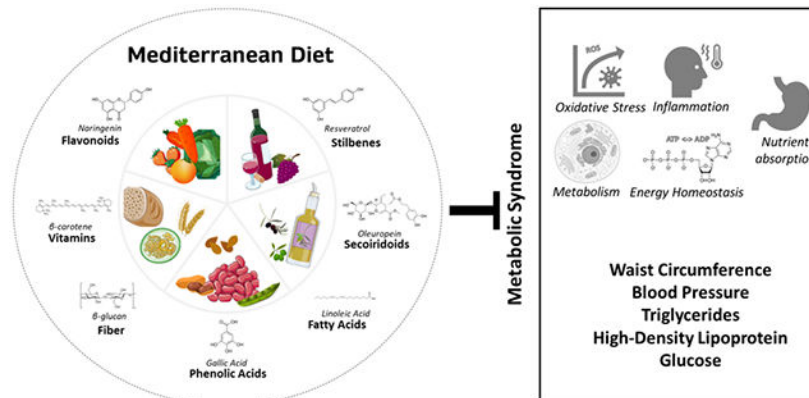 Mediterranean Diet
Naringenin
Flavonoids
Resveratrol
Stilbenes
β-carotene
Vitamins
Oleuropein
Secoiridoids
β-glucan
Fiber
Linoleic Acid
Fatty Acids
Gallic Acid
Phenolic Acids
Metabolic Syndrome
ROS
Oxidative Stress
Inflammation
Nutrient
absorption
Metabolism
ATP <=> ADP
Energy Homeostasis
Waist Circumference
Blood Pressure
Triglycerides
High-Density Lipoprotein
Glucose